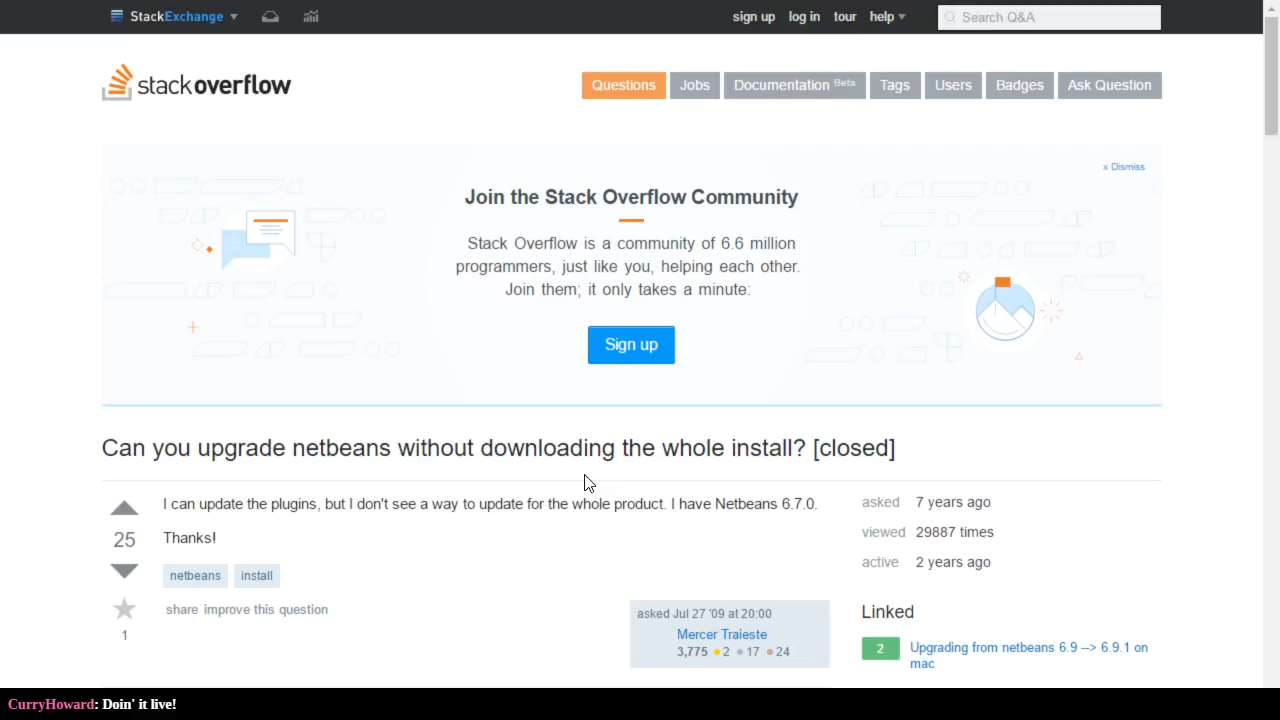 StackExchange
sign up log in tour help
Search Q&A
stackoverflow
Questions Jobs Documentation Beta Tags Users Badges Ask Question
x Dismiss
Join the Stack Overflow Community
Stack Overflow is a community of 6.6 million
programmers, just like you, helping each other.
Join them; it only takes a minute:
Sign up
Can you upgrade netbeans without downloading the whole install? [closed]
I can update the plugins, but I don't see a way to update for the whole product. I have Netbeans 6.7.0.
25
Thanks!
netbeans install
share improve this question
1
asked Jul 27 '09 at 20:00
Mercer Traieste
3,775 2 17 24
asked 7 years ago
viewed 29887 times
active 2 years ago
Linked
2 Upgrading from netbeans 6.9 --> 6.9.1 on
mac
CurryHoward: Doin' it live!